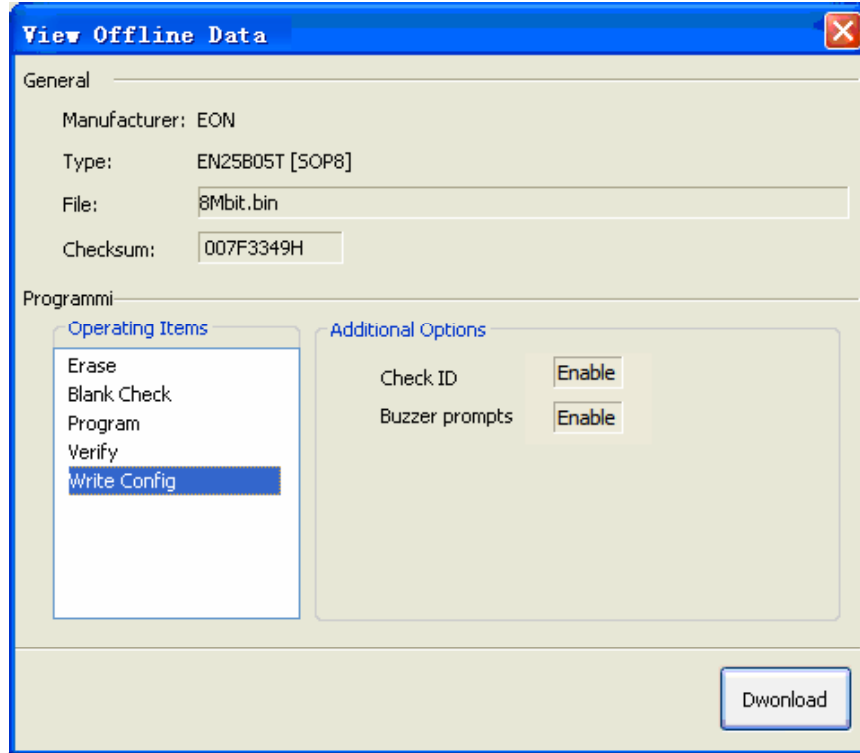 View Offline Data
General
Manufacturer: EON
Type: EN25B05T [SOP8]
File: 8Mbit.bin
Checksum: 007F3349H
Programmi
Operating Items
Erase
Blank Check
Program
Verify
Write Config
Additional Options
Check ID Enable
Buzzer prompts Enable
Dwonload